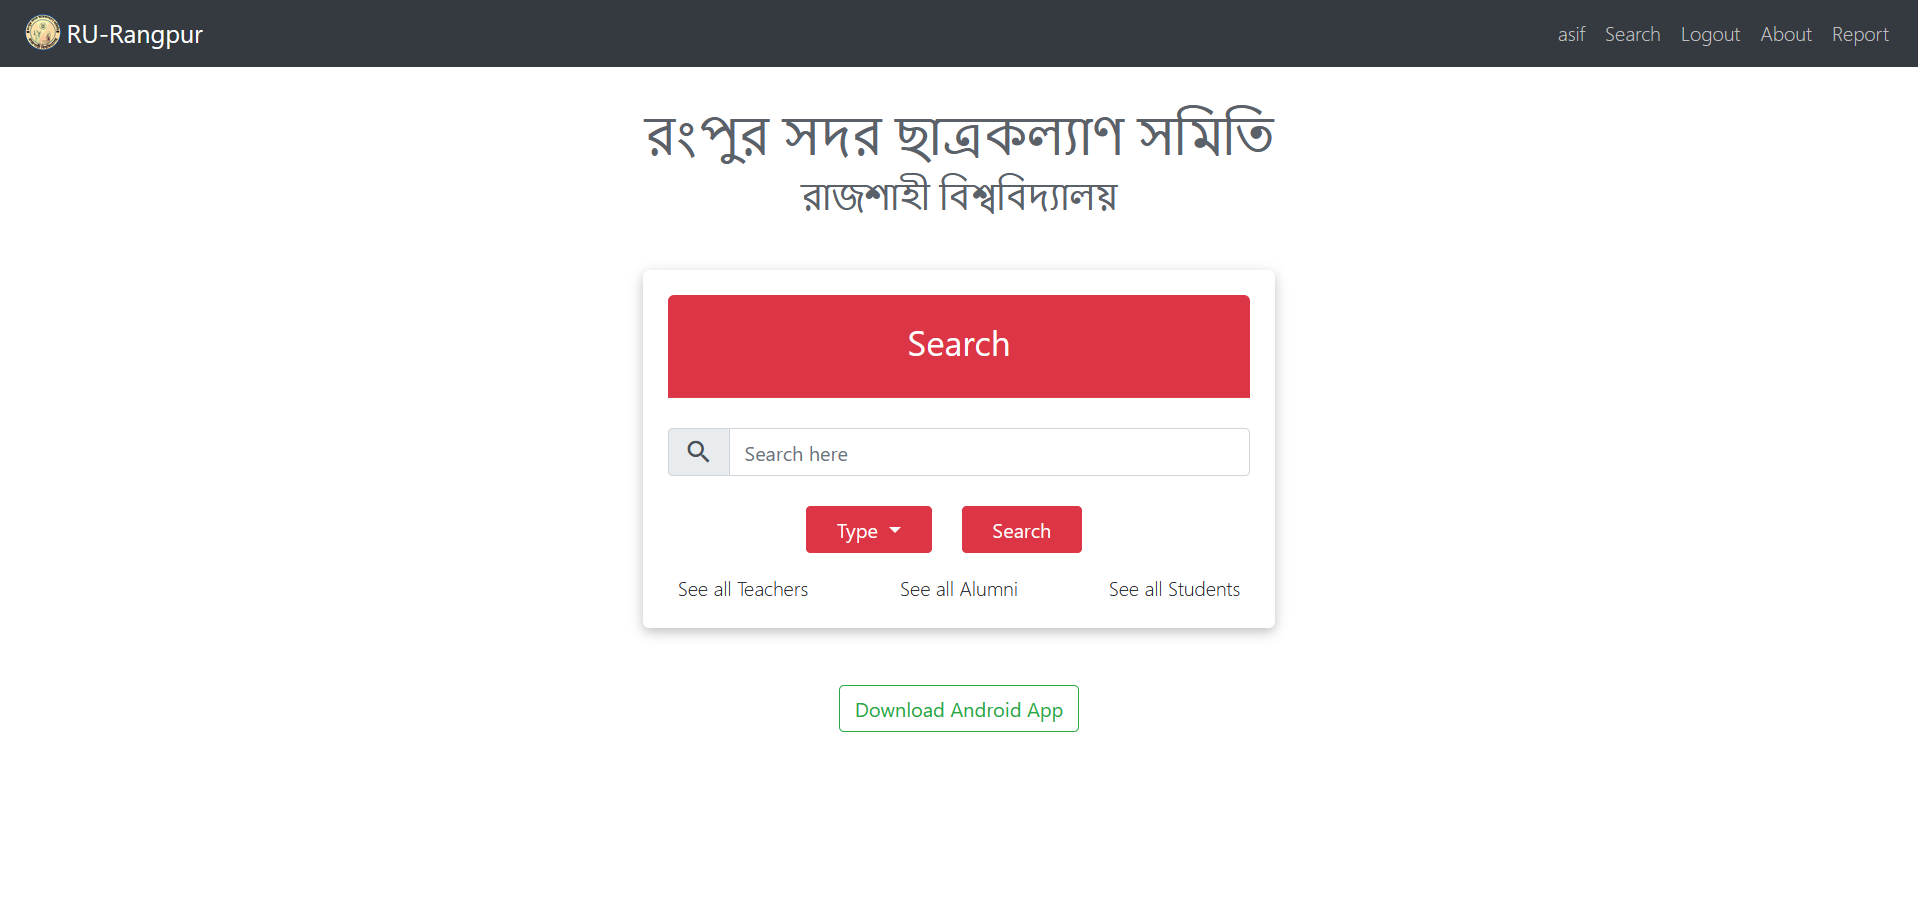 RU-Rangpur
asif Search Logout About Report
রংপুর সদর ছাত্রকল্যাণ সমিতি
রাজশাহী বিশ্ববিদ্যালয়
Search
Search here
Type Search
See all Teachers See all Alumni See all Students
Download Android App